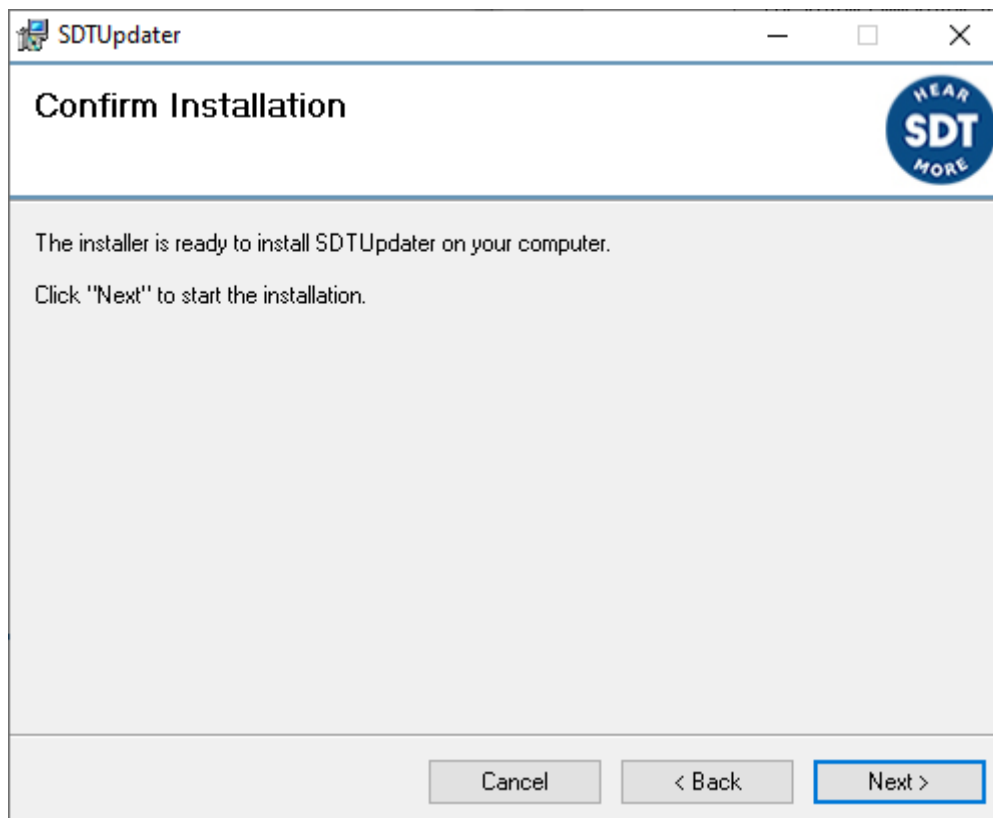 SDTUpdater
Confirm Installation
HEAR
SDT
MORE
The installer is ready to install SDTUpdater on your computer.
Click "Next" to start the installation.
Cancel
< Back
Next >